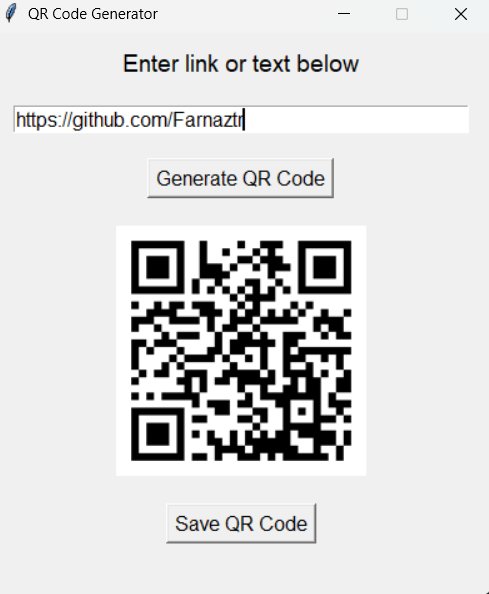 QR Code Generator
Enter link or text below
https://github.com/Farnaztr
Generate QR Code
Save QR Code